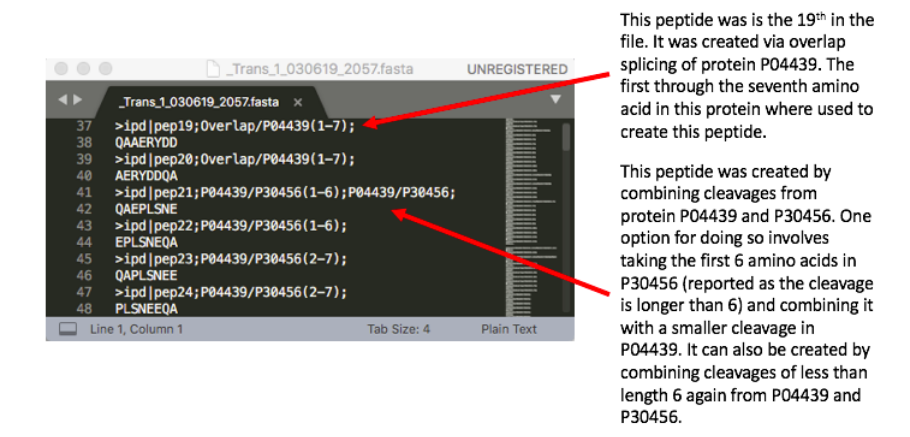 _Trans_1_030619_2057.fasta
UNREGISTERED
_Trans_1_030619_2057.fasta ×
37 >ipd|pep19;Overlap/P04439(1-7);
38 QAAERYDD
39 >ipd|pep20;Overlap/P04439(1-7);
40 AERYDDQA
41 >ipd|pep21;P04439/P30456(1-6);P04439/P30456;
42 QAEPLSNE
43 >ipd|pep22;P04439/P30456(1-6);
44 EPLSNEQA
45 >ipd|pep23;P04439/P30456(2-7);
46 QAPLSNEE
47 >ipd|pep24;P04439/P30456(2-7);
48 PLSNEEQA
Line 1, Column 1
Tab Size: 4
Plain Text
This peptide was is the 19th in the
file. It was created via overlap
splicing of protein P04439. The
first through the seventh amino
acid in this protein where used to
create this peptide.
This peptide was created by
combining cleavages from
protein P04439 and P30456. One
option for doing so involves
taking the first 6 amino acids in
P30456 (reported as the cleavage
is longer than 6) and combining it
with a smaller cleavage in
P04439. It can also be created by
combining cleavages of less than
length 6 again from P04439 and
P30456.